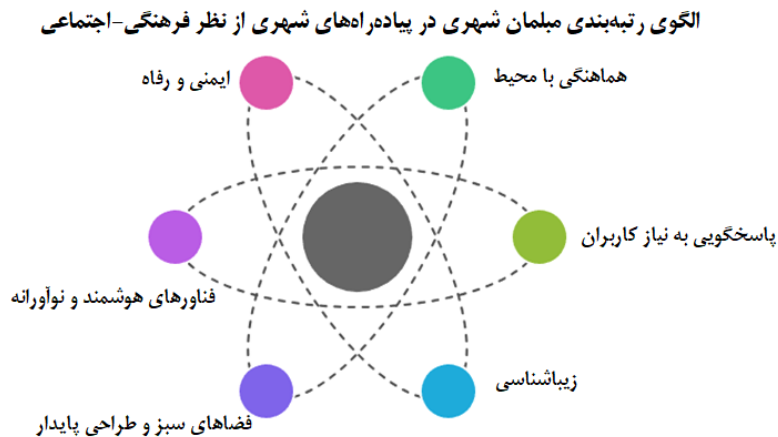 الگوی رتبه‌بندی مبلمان شهری در پیاده‌راه‌های شهری از نظر فرهنگی-اجتماعی
هماهنگی با محیط
ایمنی و رفاه
پاسخگویی به نیاز کاربران
فناورهای هوشمند و نوآورانه
زیباشناسی
فضاهای سبز و طراحی پایدار